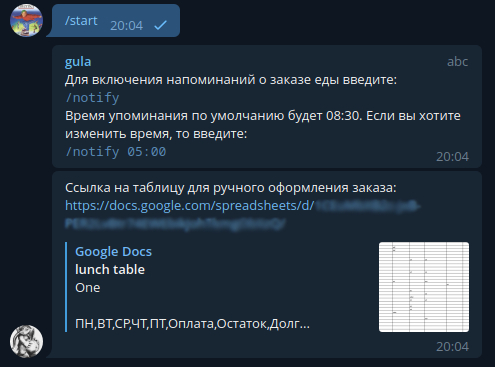 /start 20:04
gula abc
Для включения напоминаний о заказе еды введите:
/notify
Время упоминания по умолчанию будет 08:30. Если вы хотите
изменить время, то введите:
/notify 05:00
20:04
Ссылка на таблицу для ручного оформления заказа:
https://docs.google.com/spreadsheets/d/
Google Docs
lunch table
One
ПН,ВТ,СР,ЧТ,ПТ,Оплата,Остаток,Долг...
20:04